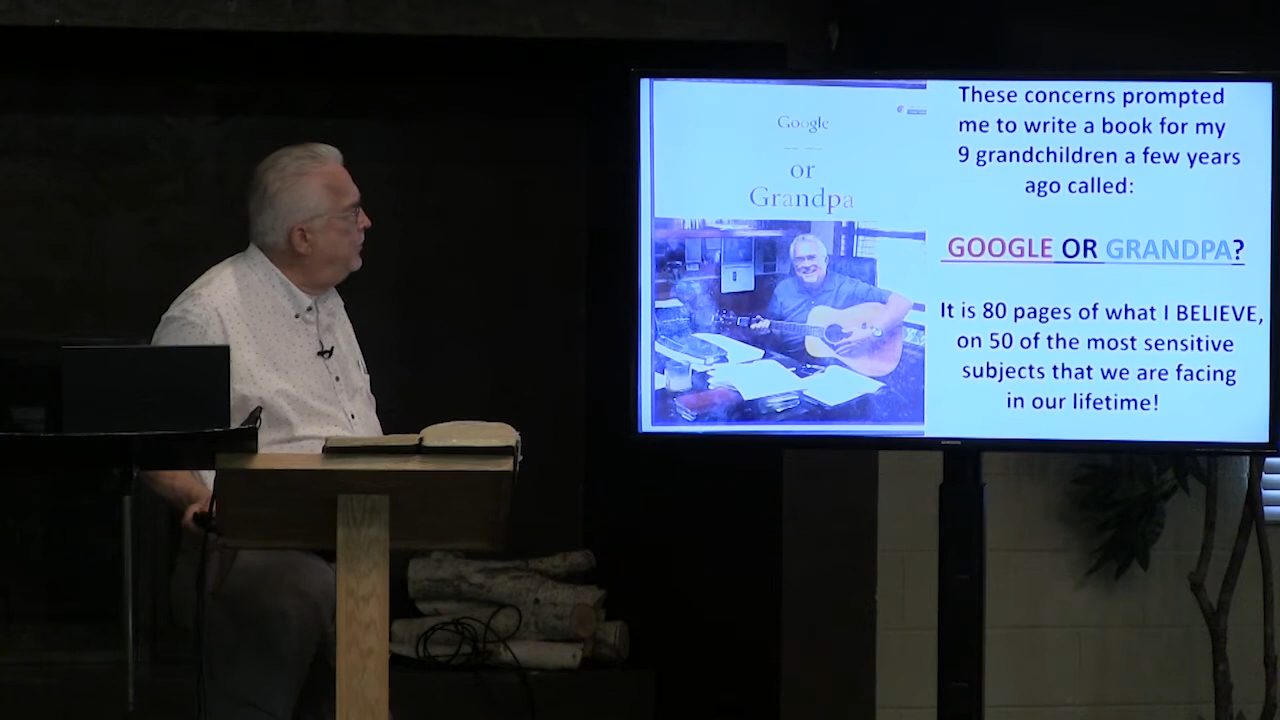 Google
or
Grandpa
These concerns prompted
me to write a book for my
9 grandchildren a few years
ago called:
GOOGLE OR GRANDPA?
It is 80 pages of what I BELIEVE,
on 50 of the most sensitive
subjects that we are facing
in our lifetime!